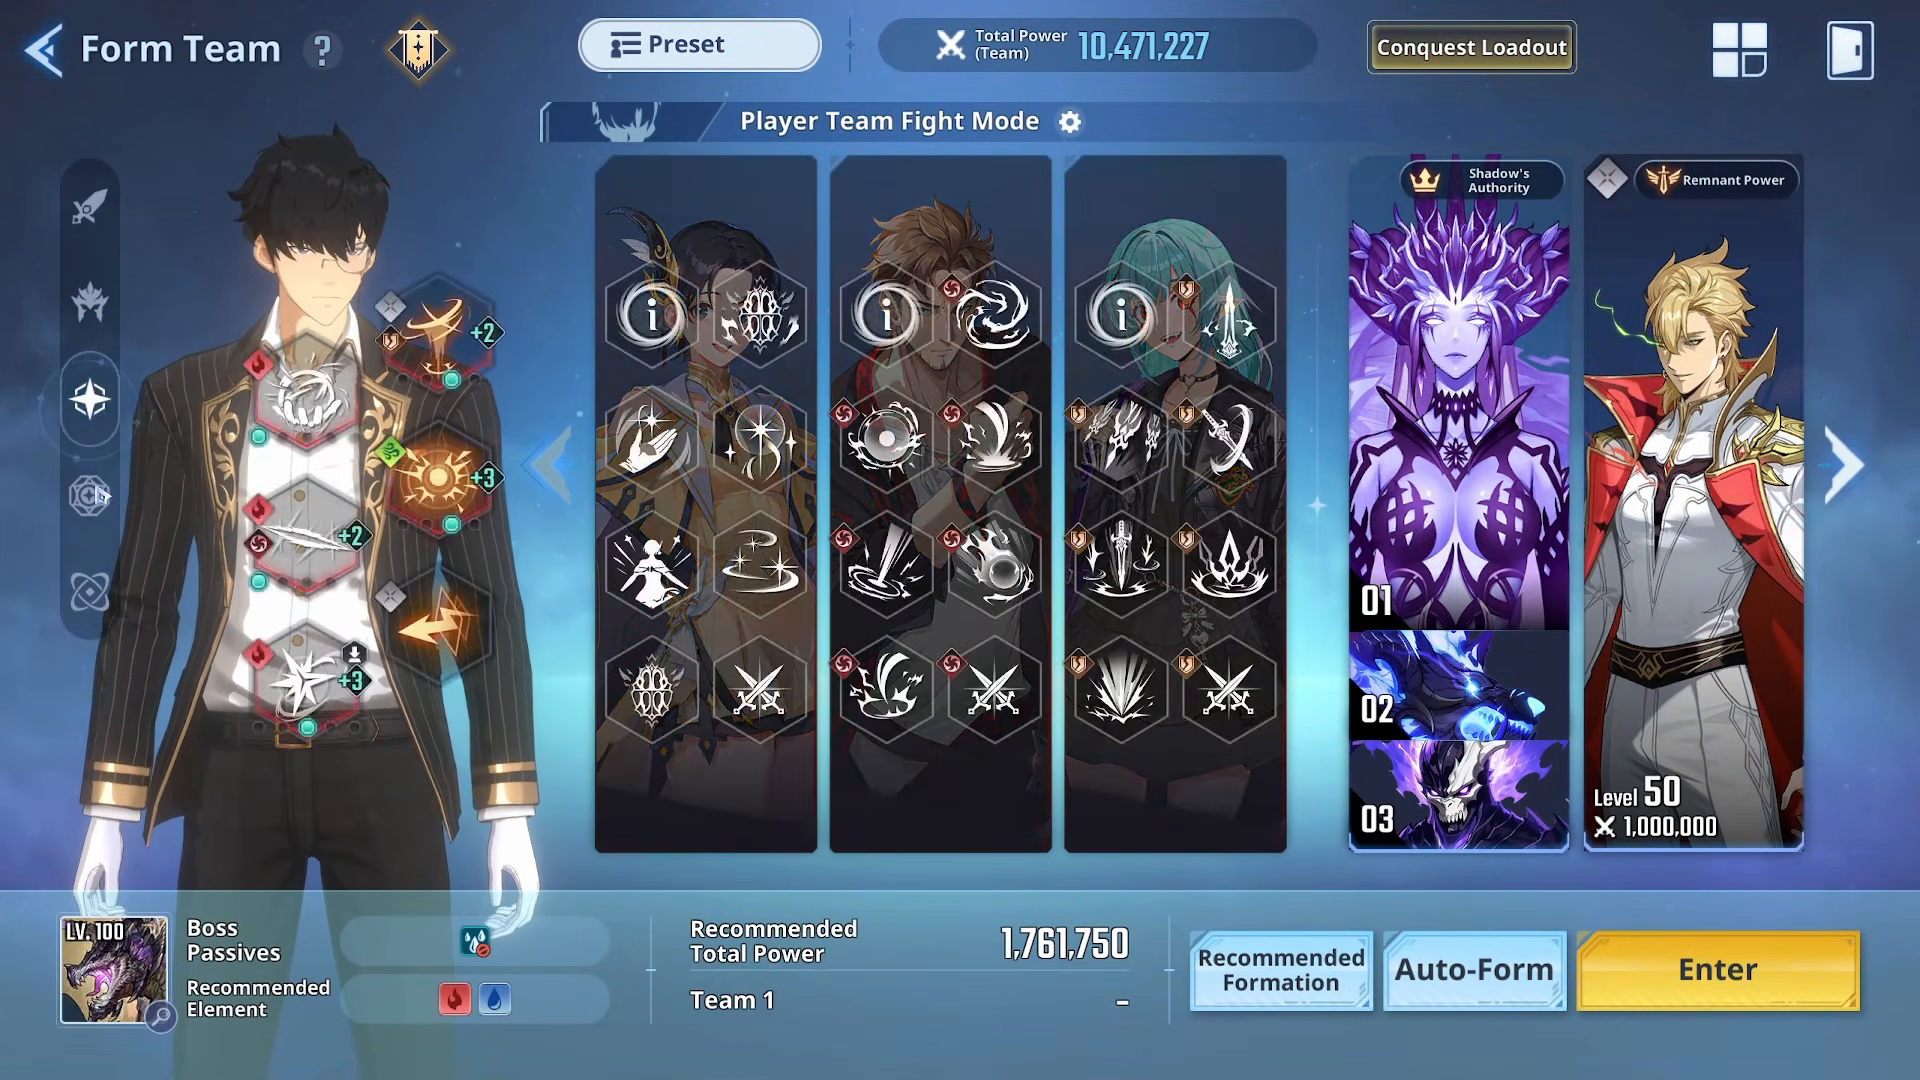 Form Team ?
Preset
Total Power
(Team)
10,471,227
Conquest Loadout
Player Team Fight Mode
Shadow's
Authority
Remnant Power
+2
+3
+2
+3
i
i
i
01
02
03
Level 50
1,000,000
LV. 100
Boss
Passives
Recommended
Element
Recommended
Total Power
1,761,750
Team 1
-
Recommended
Formation
Auto-Form
Enter